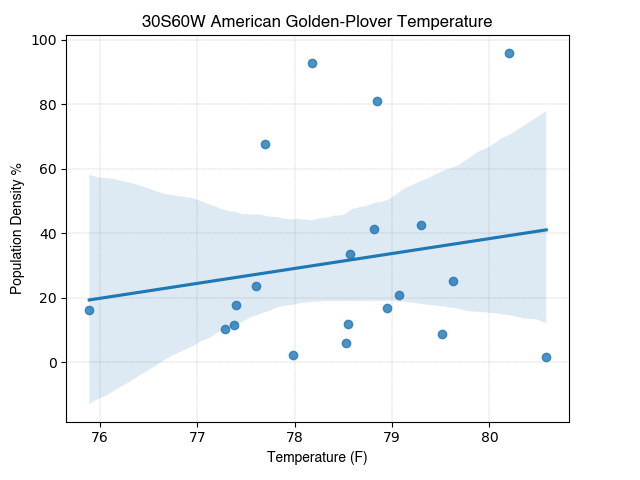 30S60W American Golden-Plover Temperature
100
80
60
40
20
0
Population Density %
76 77 78 79 80
Temperature (F)